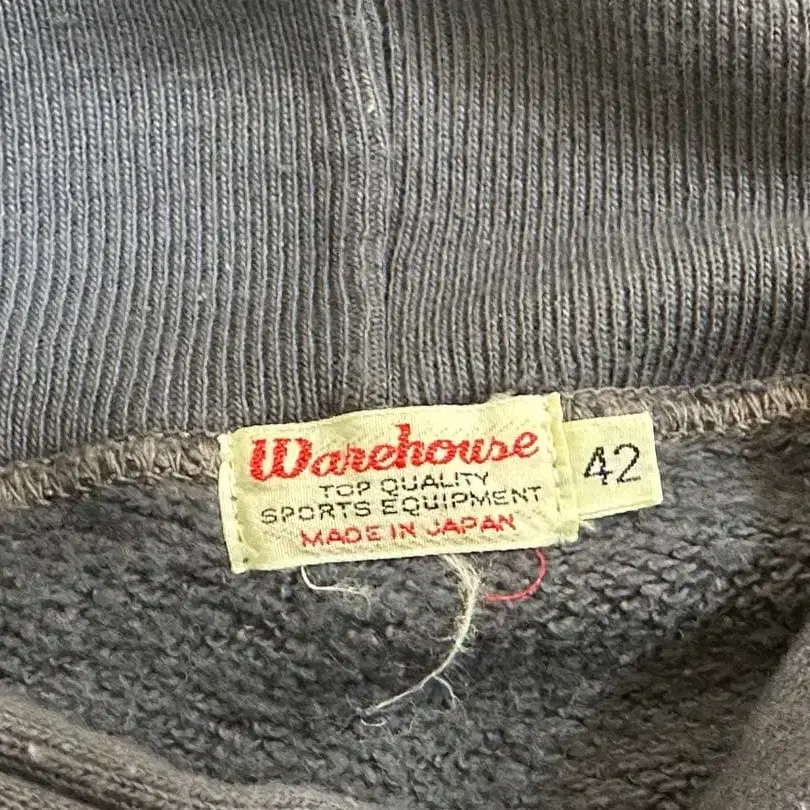 Warehouse
TOP QUALITY
SPORTS EQUIPMENT
MADE IN JAPAN
42